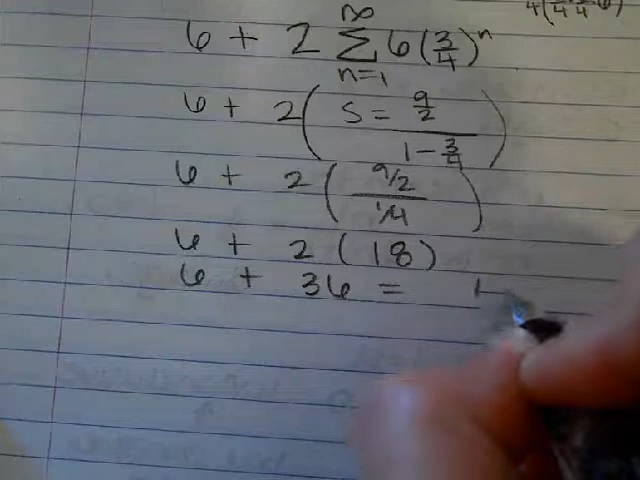 6 + 2 ∞∑n=1 6(3/4)^n
6 + 2(S = 9/2 / 1 - 3/4)
6 + 2(9/2 / 1/4)
6 + 2(18)
6 + 36 =